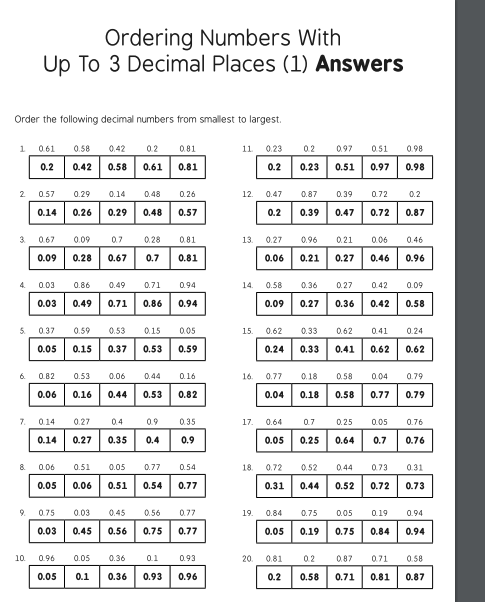 Ordering Numbers With
Up To 3 Decimal Places (1) Answers
Order the following decimal numbers from smallest to largest.
1. 0.61 0.58 0.42 0.2 0.81
0.2 0.42 0.58 0.61 0.81
2. 0.57 0.29 0.14 0.48 0.26
0.14 0.26 0.29 0.48 0.57
3. 0.67 0.09 0.7 0.28 0.81
0.09 0.28 0.67 0.7 0.81
4. 0.03 0.86 0.49 0.71 0.94
0.03 0.49 0.71 0.86 0.94
5. 0.37 0.59 0.53 0.15 0.05
0.05 0.15 0.37 0.53 0.59
6. 0.82 0.53 0.06 0.44 0.16
0.06 0.16 0.44 0.53 0.82
7. 0.14 0.27 0.4 0.9 0.35
0.14 0.27 0.35 0.4 0.9
8. 0.06 0.51 0.05 0.77 0.54
0.05 0.06 0.51 0.54 0.77
9. 0.75 0.03 0.45 0.56 0.77
0.03 0.45 0.56 0.75 0.77
10. 0.96 0.05 0.36 0.1 0.93
0.05 0.1 0.36 0.93 0.96
11. 0.23 0.2 0.97 0.51 0.98
0.2 0.23 0.51 0.97 0.98
12. 0.47 0.87 0.39 0.72 0.2
0.2 0.39 0.47 0.72 0.87
13. 0.27 0.96 0.21 0.06 0.46
0.06 0.21 0.27 0.46 0.96
14. 0.58 0.36 0.27 0.42 0.09
0.09 0.27 0.36 0.42 0.58
15. 0.62 0.33 0.62 0.41 0.24
0.24 0.33 0.41 0.62 0.62
16. 0.77 0.18 0.58 0.04 0.79
0.04 0.18 0.58 0.77 0.79
17. 0.64 0.7 0.25 0.05 0.76
0.05 0.25 0.64 0.7 0.76
18. 0.72 0.52 0.44 0.73 0.31
0.31 0.44 0.52 0.72 0.73
19. 0.84 0.75 0.05 0.19 0.94
0.05 0.19 0.75 0.84 0.94
20. 0.81 0.2 0.87 0.71 0.58
0.2 0.58 0.71 0.81 0.87